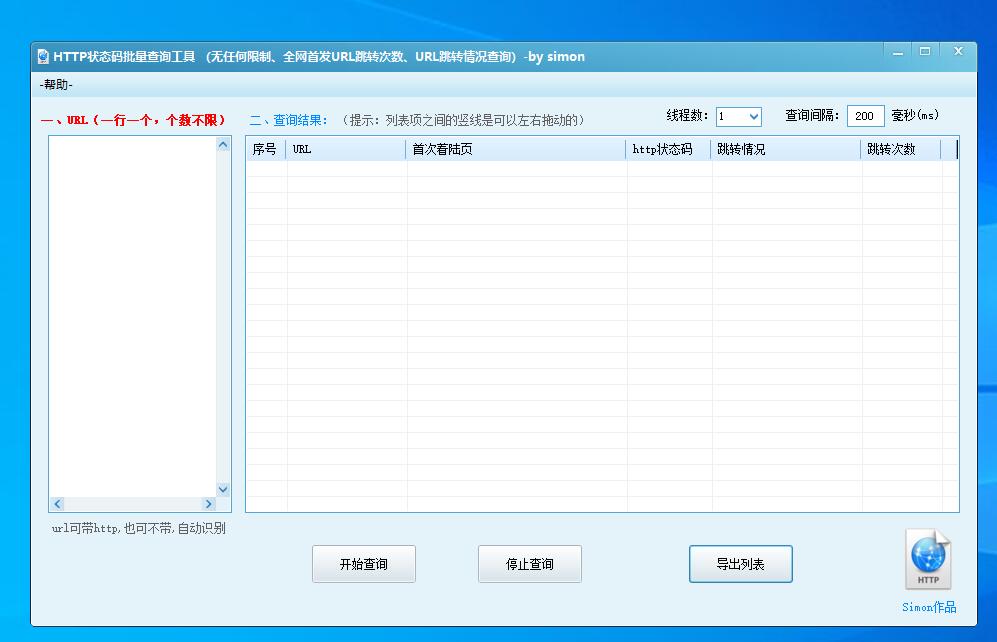 HTTP状态码批量查询工具 (无任何限制、全网首发URL跳转次数、URL跳转情况查询) -by simon
-帮助-
一、URL(一行一个，个数不限)
二、查询结果: (提示: 列表项之间的竖线是可以左右拖动的)
线程数: 1 查询间隔: 200 毫秒(ms)
序号 URL 首次着陆页 http状态码 跳转情况 跳转次数
url可带http,也可不带,自动识别
开始查询 停止查询 导出列表
HTTP
Simon作品